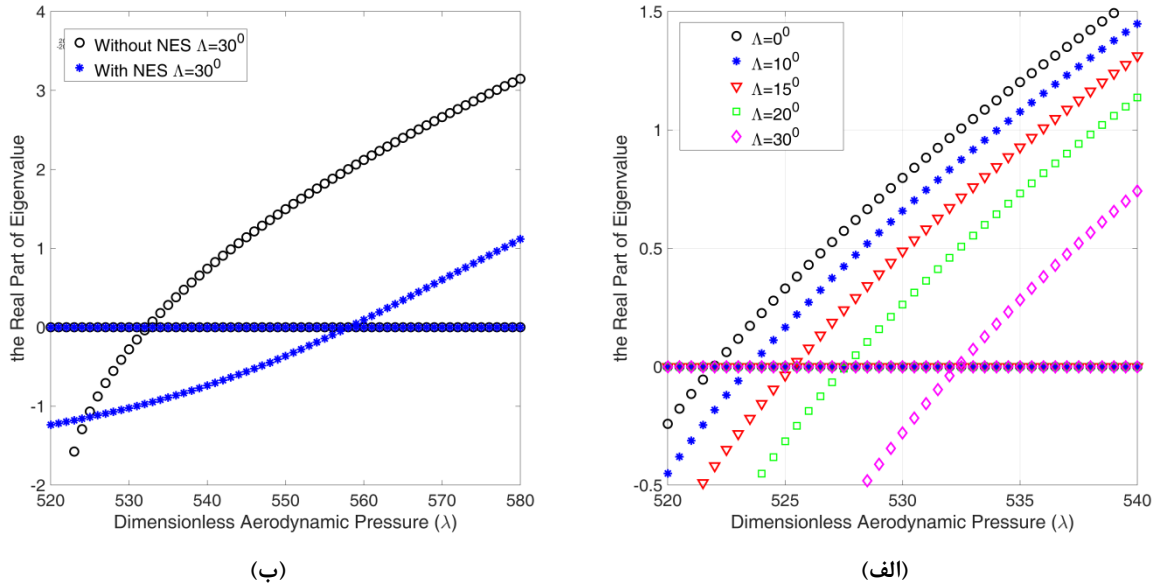 4
3
2
1
0
-1
-2
520
530
540
550
560
570
580
the Real Part of Eigenvalue
Dimensionless Aerodynamic Pressure (λ)
Without NES Λ=30⁰
With NES Λ=30⁰
(ب)
1.5
1
0.5
0
-0.5
520
525
530
535
540
the Real Part of Eigenvalue
Dimensionless Aerodynamic Pressure (λ)
Λ=0⁰
Λ=10⁰
Λ=15⁰
Λ=20⁰
Λ=30⁰
(الف)